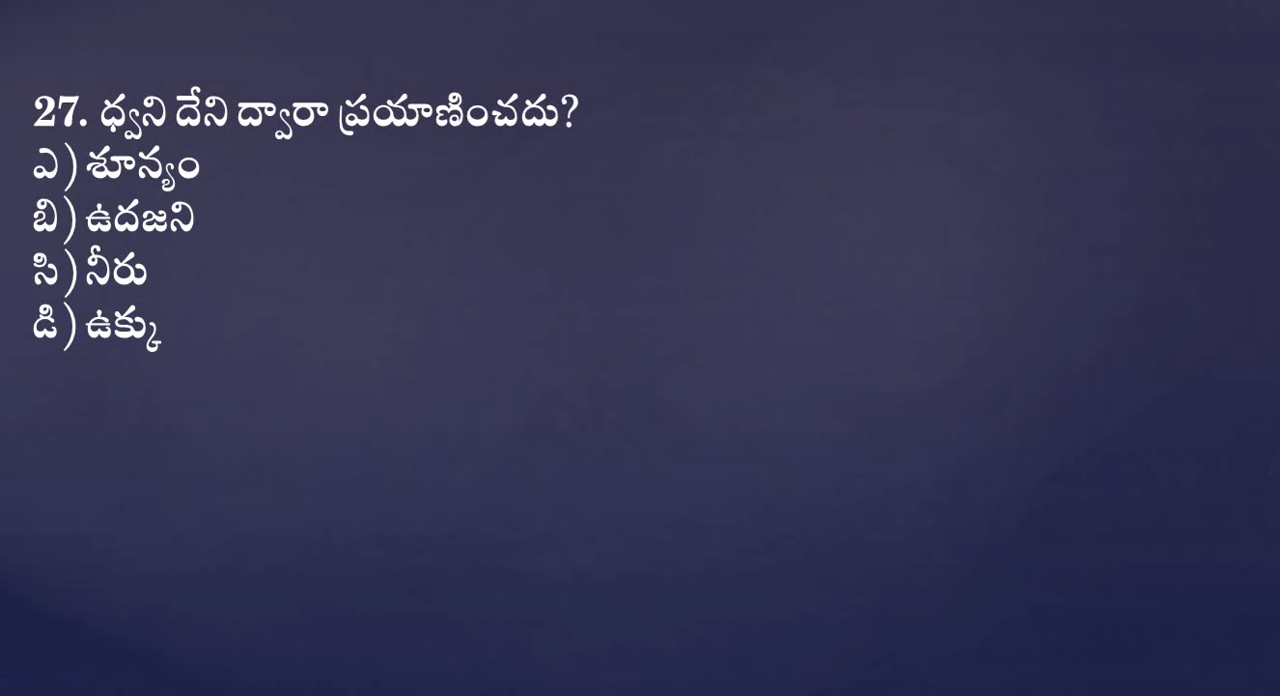 27. ధ్వని దేని ద్వారా ప్రయాణించదు?
ఎ) శూన్యం
బి) ఉదజని
సి) నీరు
డి) ఉక్కు